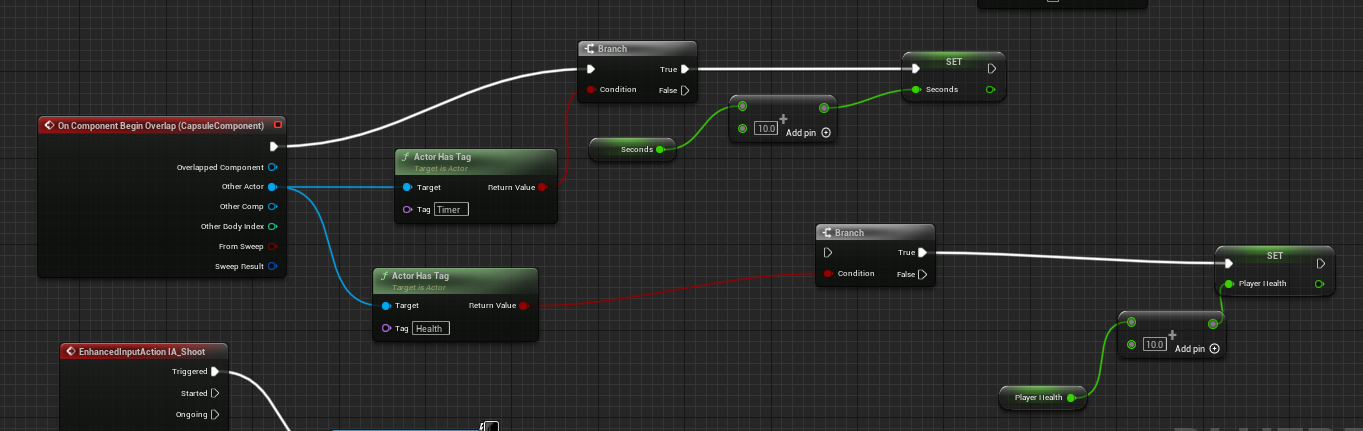 Branch
True
Condition
False
SET
Seconds
10.0
Add pin
Seconds
On Component Begin Overlap (CapsuleComponent)
Overlapped Component
Other Actor
Other Comp
Other Body Index
From Sweep
Sweep Result
Actor Has Tag
Target is Actor
Target
Return Value
Tag
Timer
Branch
True
Condition
False
SET
Player Health
10.0
Add pin
Player Health
Actor Has Tag
Target is Actor
Target
Return Value
Tag
Health
EnhancedInputAction IA_Shoot
Triggered
Started
Ongoing